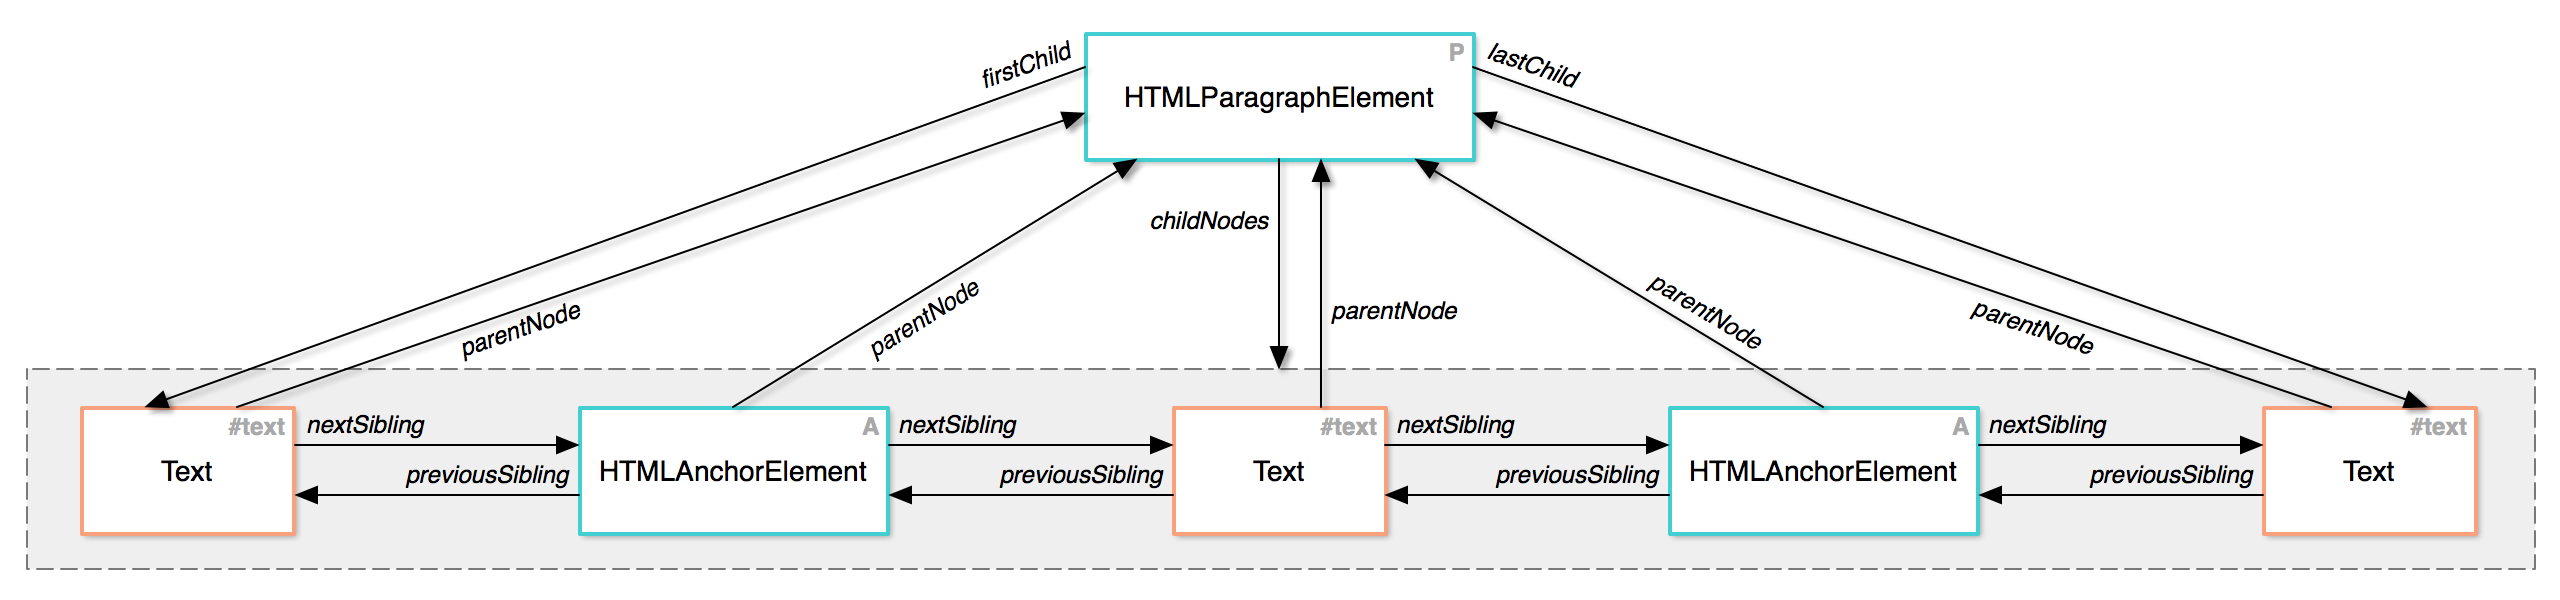 P
HTMLParagraphElement
firstChild
lastChild
childNodes
parentNode
parentNode
parentNode
parentNode
parentNode
#text
Text
nextSibling
previousSibling
A
HTMLAnchorElement
nextSibling
previousSibling
#text
Text
nextSibling
previousSibling
A
HTMLAnchorElement
nextSibling
previousSibling
#text
Text